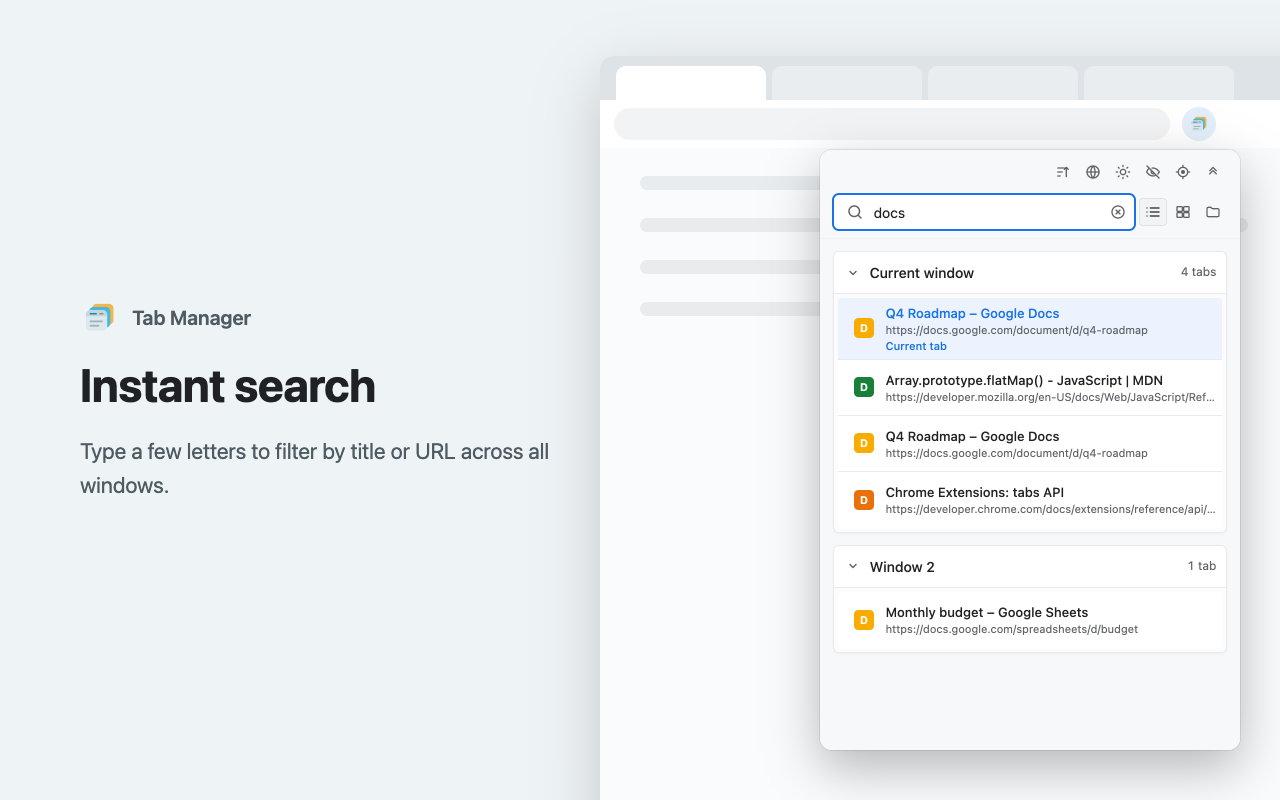 Tab Manager
Instant search
Type a few letters to filter by title or URL across all
windows.
docs
Current window
4 tabs
D
Q4 Roadmap – Google Docs
https://docs.google.com/document/d/q4-roadmap
Current tab
D
Array.prototype.flatMap() - JavaScript | MDN
https://developer.mozilla.org/en-US/docs/Web/JavaScript/Ref...
D
Q4 Roadmap – Google Docs
https://docs.google.com/document/d/q4-roadmap
D
Chrome Extensions: tabs API
https://developer.chrome.com/docs/extensions/reference/api/...
Window 2
1 tab
D
Monthly budget – Google Sheets
https://docs.google.com/spreadsheets/d/budget